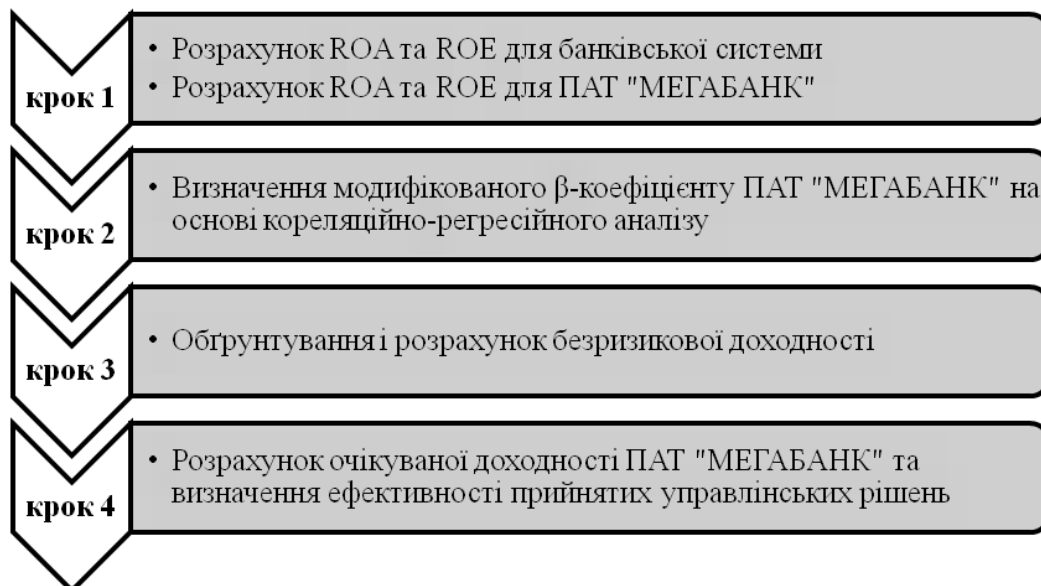 крок 1
• Розрахунок ROA та ROE для банківської системи
• Розрахунок ROA та ROE для ПАТ "МЕГАБАНК"
крок 2
• Визначення модифікованого β-коефіцієнту ПАТ "МЕГАБАНК" на
основі кореляційно-регресійного аналізу
крок 3
• Обґрунтування і розрахунок безризикової доходності
крок 4
• Розрахунок очікуваної доходності ПАТ "МЕГАБАНК" та
визначення ефективності прийнятих управлінських рішень